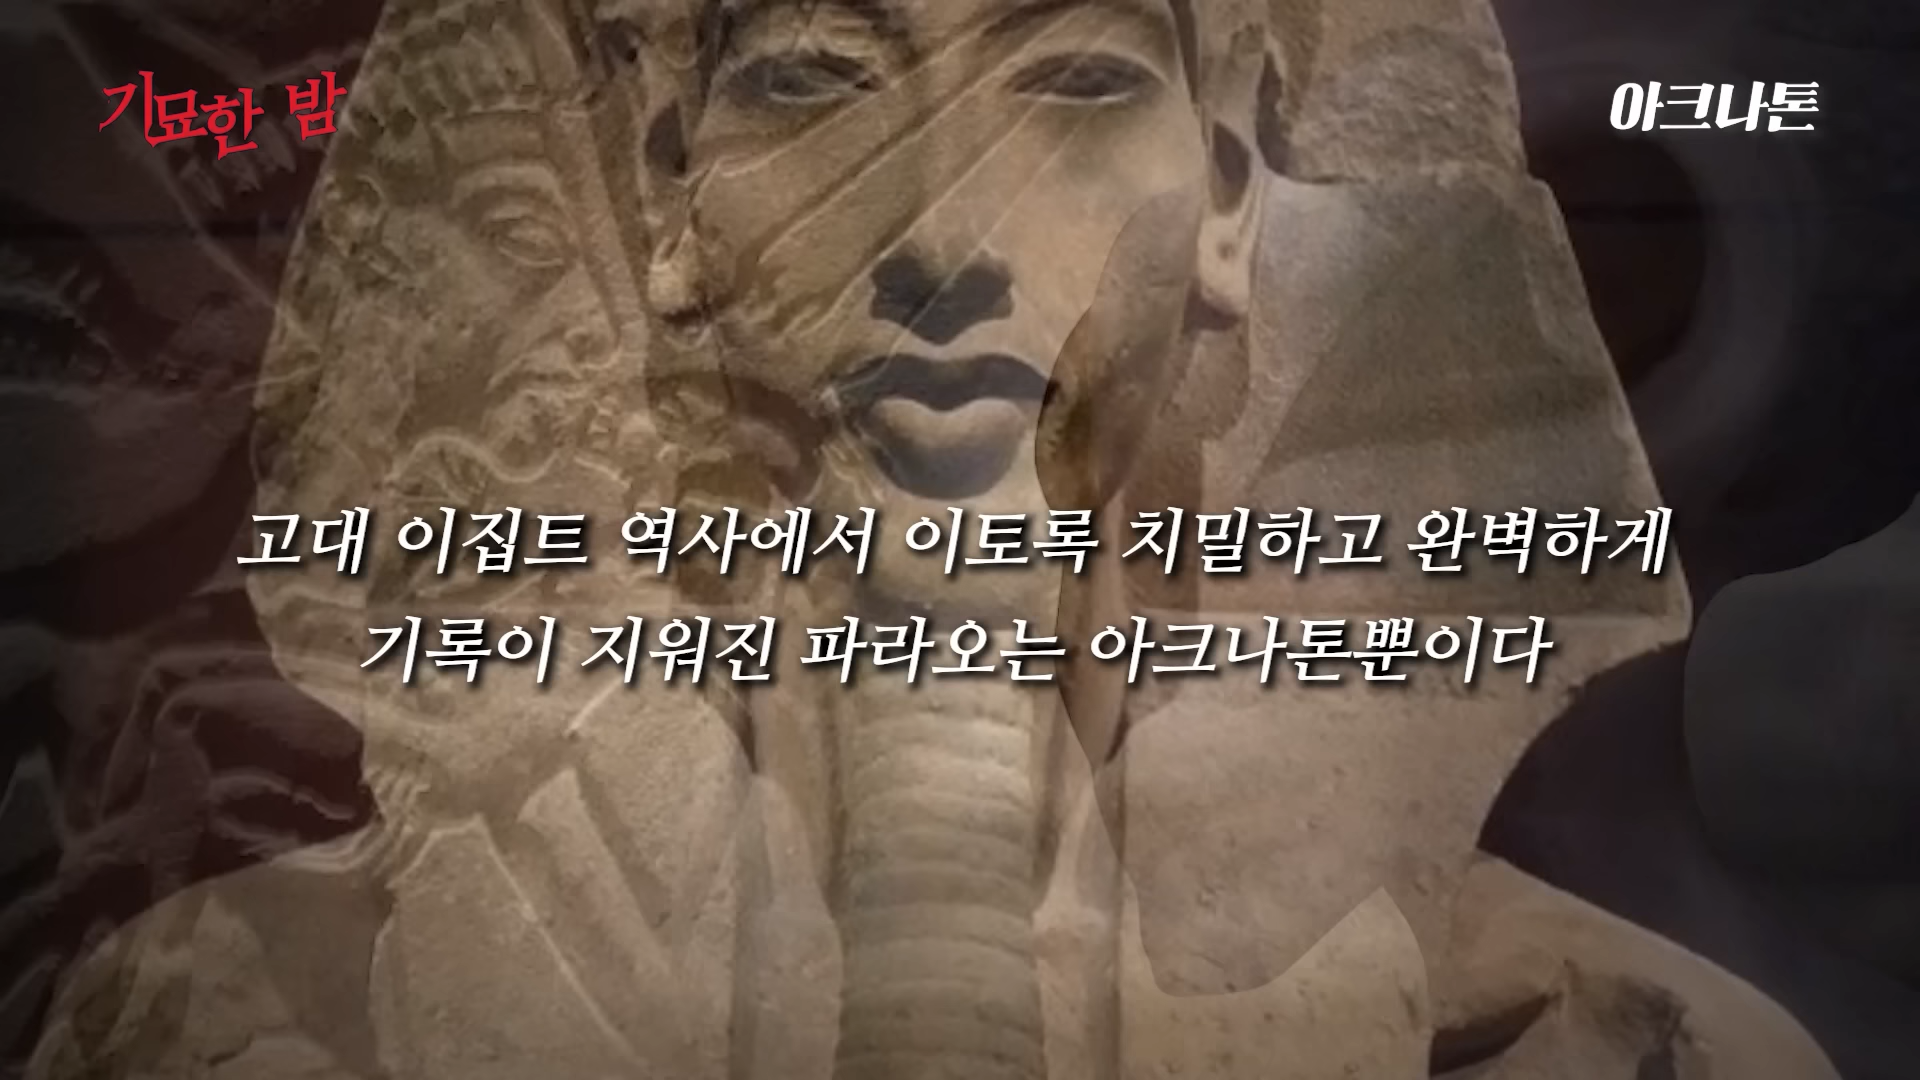 기묘한 밤
아크나톤
고대 이집트 역사에서 이토록 치밀하고 완벽하게
기록이 지워진 파라오는 아크나톤뿐이다